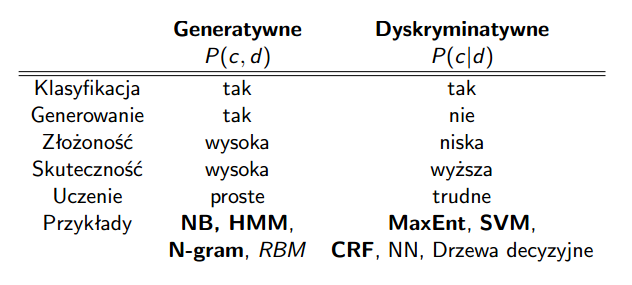 Generatywne Dyskryminatywne
P(c, d) P(c|d)
Klasyfikacja tak tak
Generowanie tak nie
Złożoność wysoka niska
Skuteczność wysoka wyższa
Uczenie proste trudne
Przykłady NB, HMM, MaxEnt, SVM,
N-gram, RBM CRF, NN, Drzewa decyzyjne